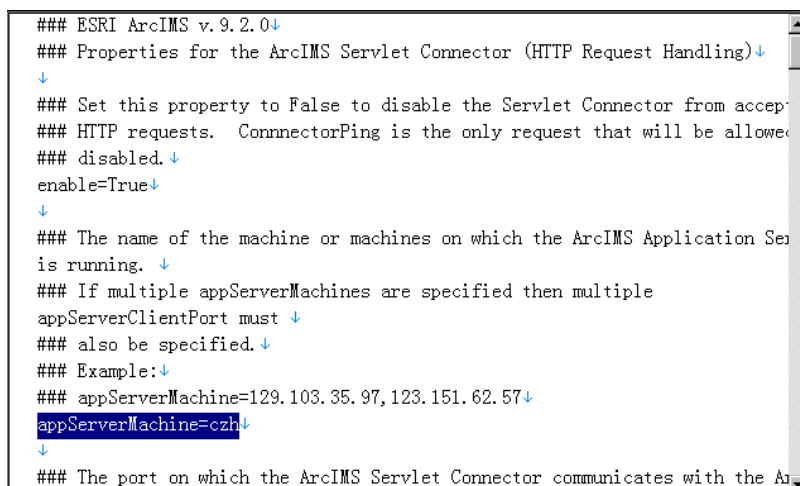 ### ESRI ArcIMS v.9.2.0↓
### Properties for the ArcIMS Servlet Connector (HTTP Request Handling)↓
↓
### Set this property to False to disable the Servlet Connector from accep
### HTTP requests.  ConnnectorPing is the only request that will be allowe
### disabled.↓
enable=True↓
↓
### The name of the machine or machines on which the ArcIMS Application Se
is running. ↓
### If multiple appServerMachines are specified then multiple
appServerClientPort must ↓
### also be specified.↓
### Example:↓
### appServerMachine=129.103.35.97,123.151.62.57↓
appServerMachine=czh↓
↓
### The port on which the ArcIMS Servlet Connector communicates with the A